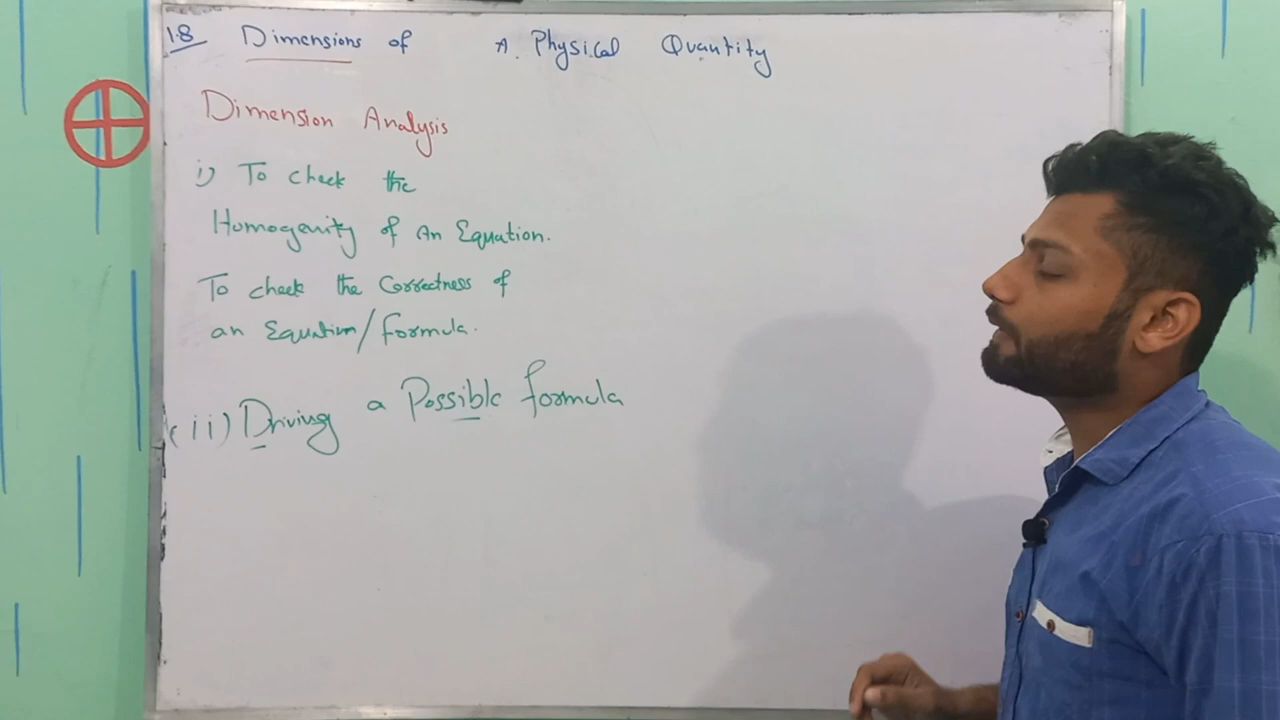 1.8 Dimensions of A. Physical Quantity
Dimension Analysis
i) To check the
Homogenity of An Equation.
To check the Correctness of
an Equation/formula.
(ii) Driving a Possible formula